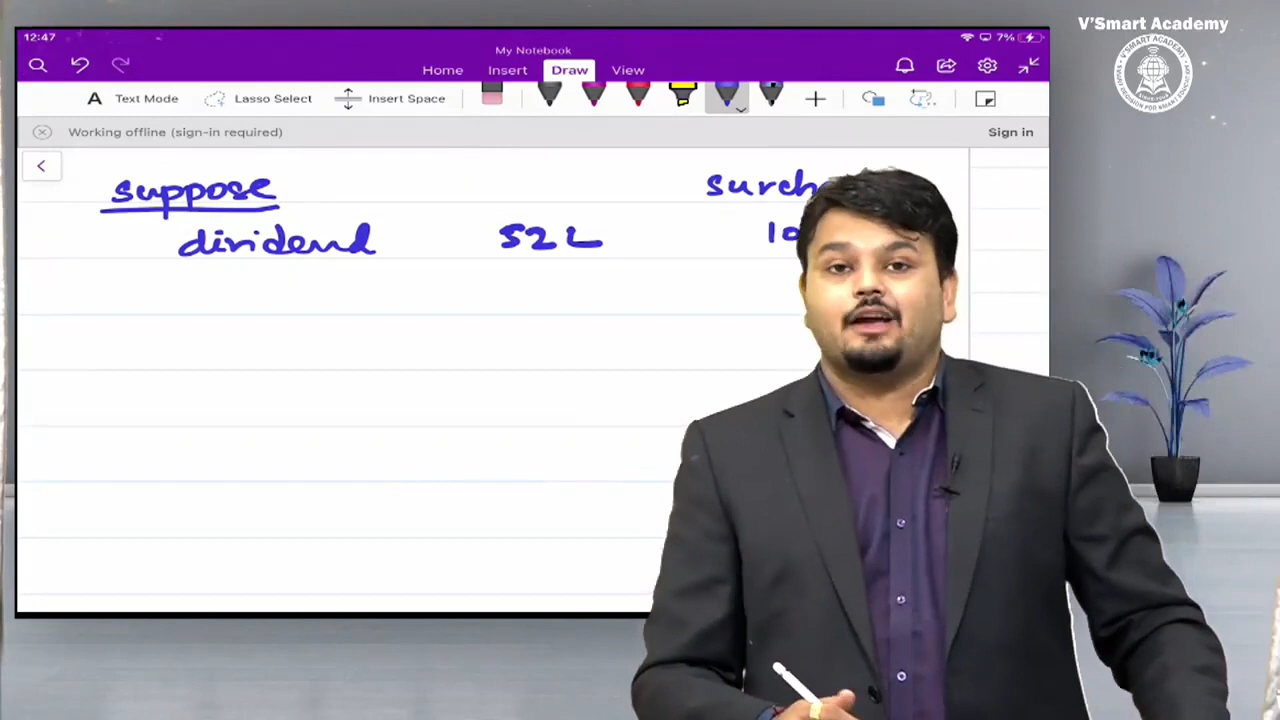 V'Smart Academy
12:47
7%
My Notebook
Home Insert Draw View
Text Mode Lasso Select Insert Space
Working offline (sign-in required) Sign in
suppose
dividend 52 L 10